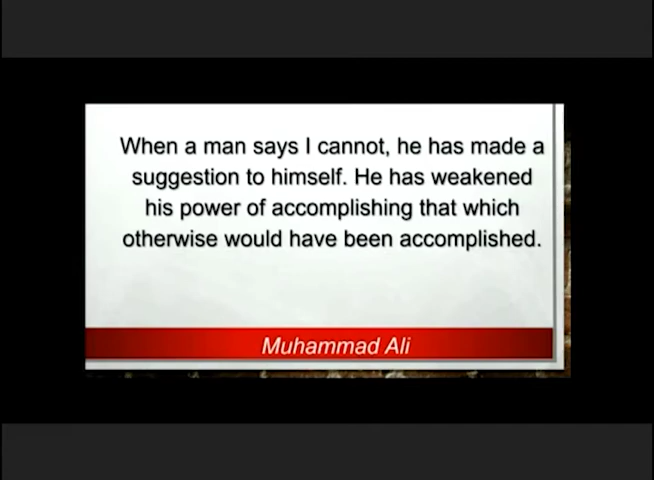 When a man says I cannot, he has made a
suggestion to himself. He has weakened
his power of accomplishing that which
otherwise would have been accomplished.
Muhammad Ali